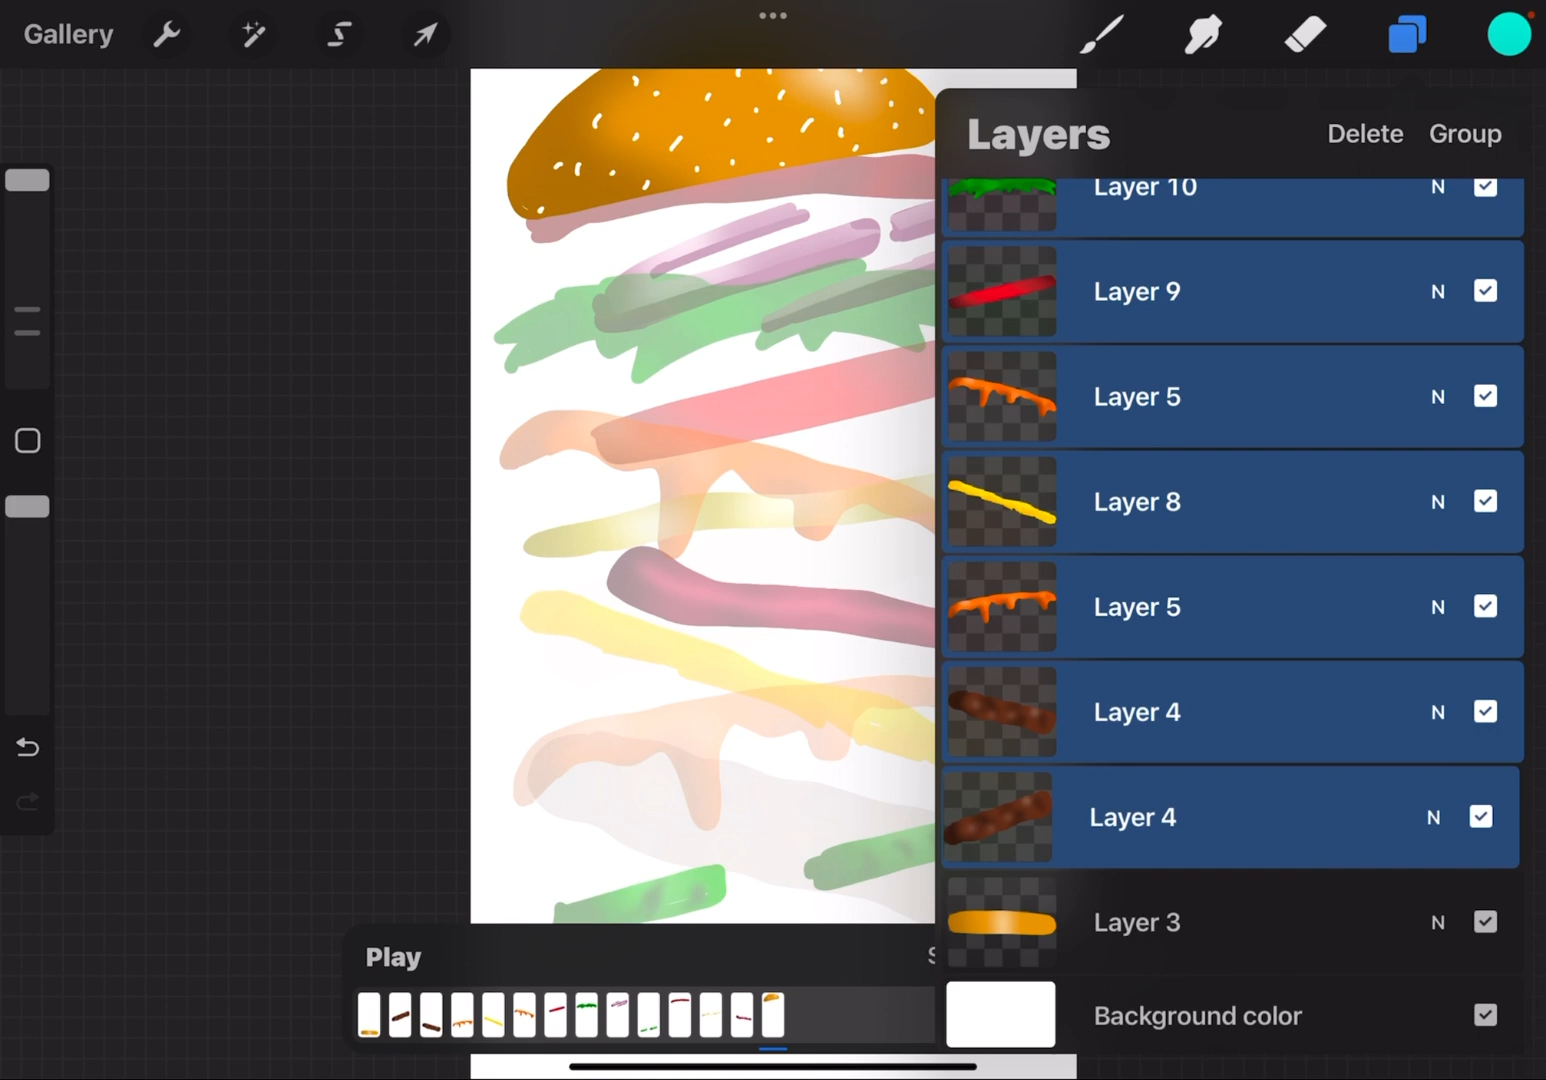 Gallery
Layers
Delete
Group
Layer 10 N
Layer 9 N
Layer 5 N
Layer 8 N
Layer 5 N
Layer 4 N
Layer 4 N
Layer 3 N
Background color
Play